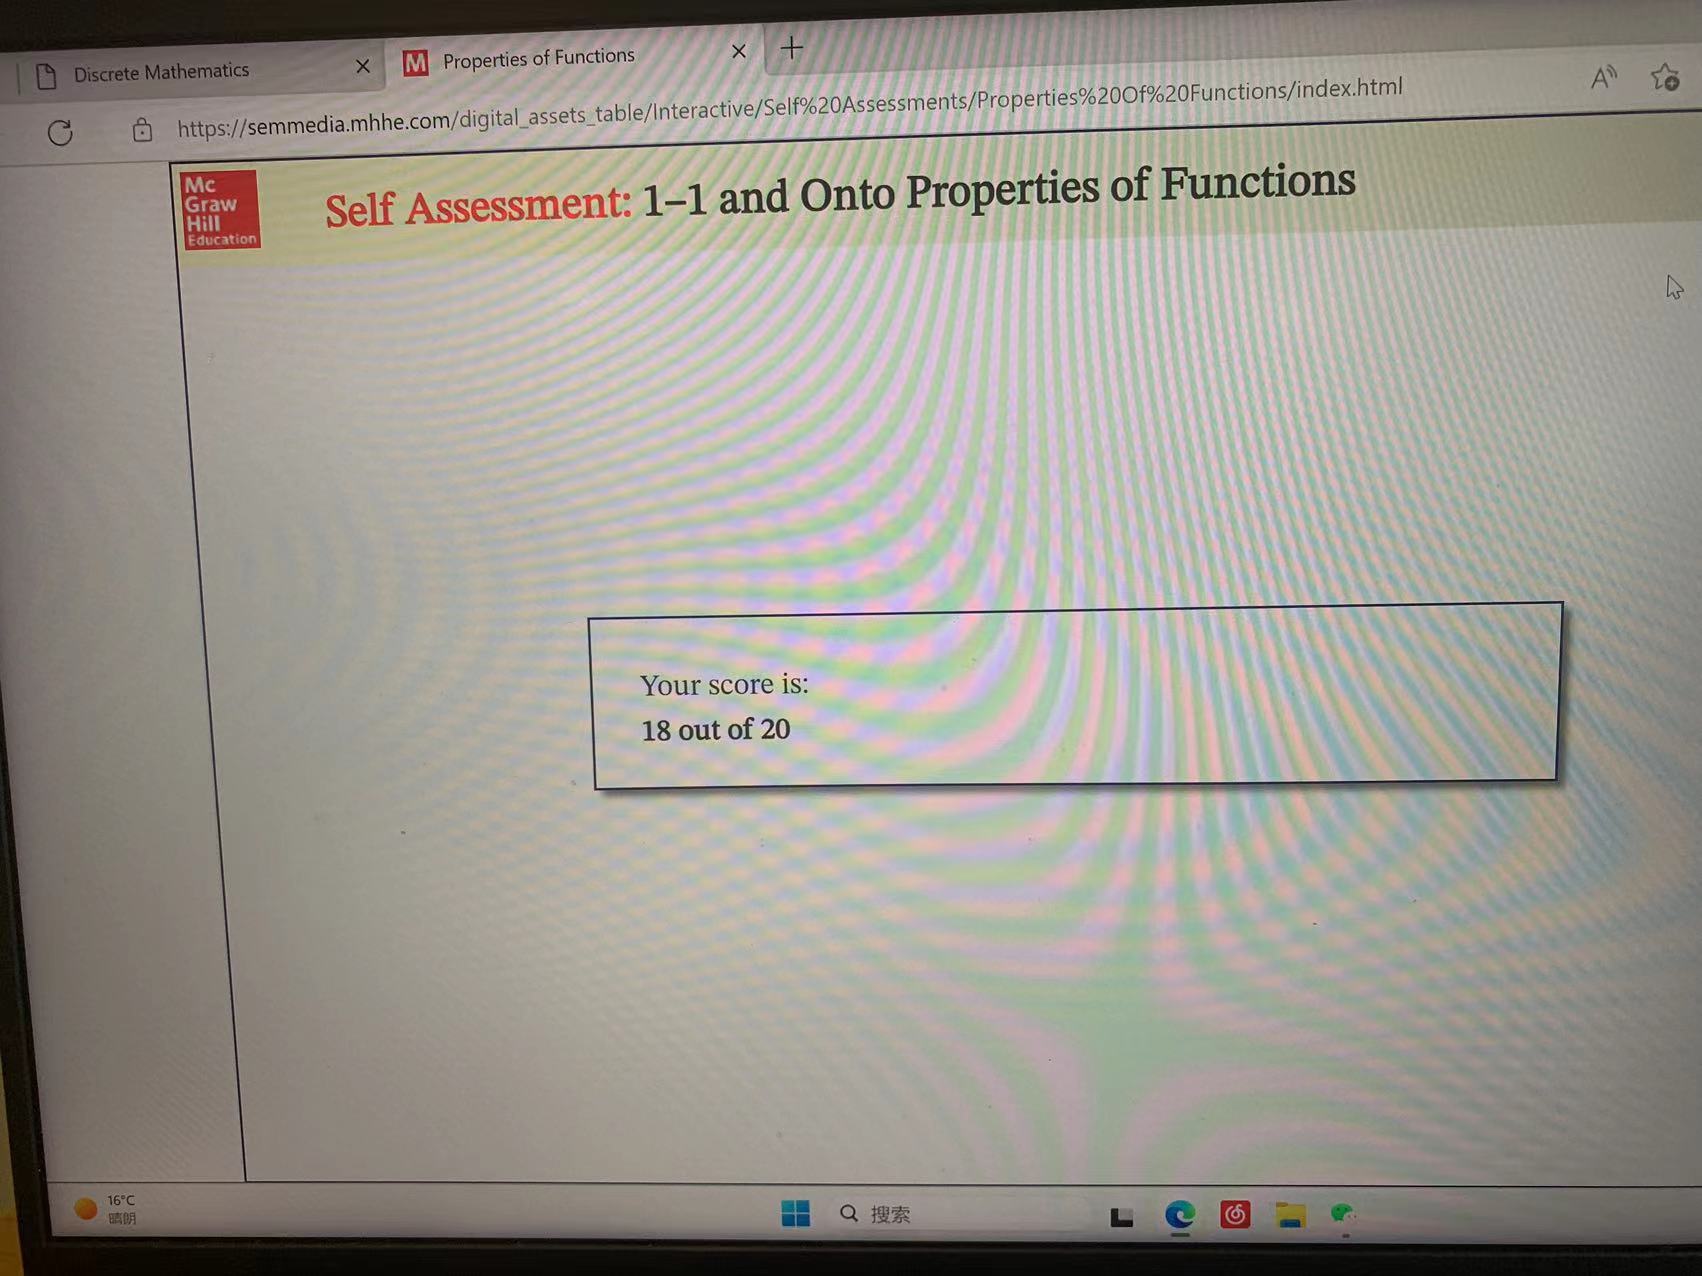 Discrete Mathematics
Properties of Functions
https://semmedia.mhhe.com/digital_assets_table/Interactive/Self%20Assessments/Properties%20Of%20Functions/index.html
Mc
Graw
Hill
Education
Self Assessment: 1–1 and Onto Properties of Functions
Your score is:
18 out of 20
16°C
晴朗
搜索